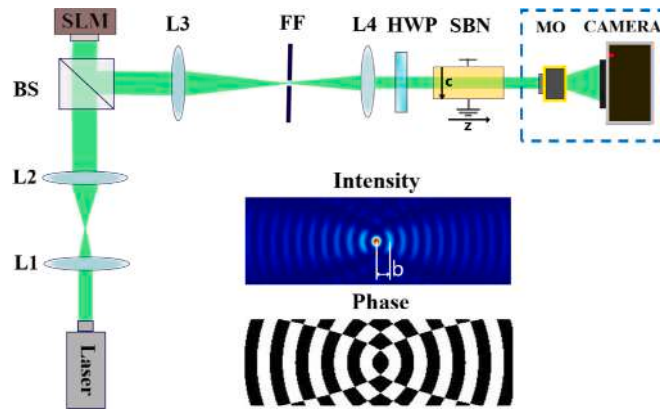 SLM
L3
FF
L4
HWP
SBN
MO
CAMERA
BS
c
z
L2
L1
Laser
Intensity
b
Phase